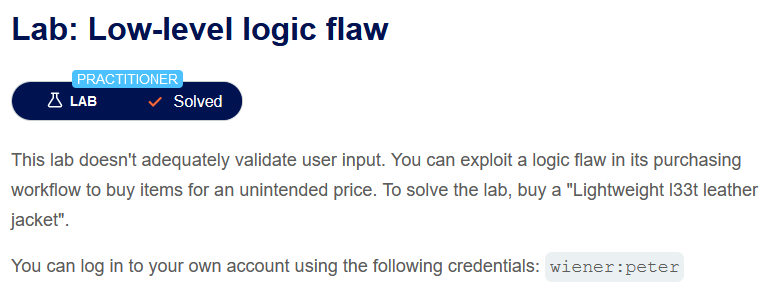 Lab: Low-level logic flaw
PRACTITIONER
LAB Solved
This lab doesn't adequately validate user input. You can exploit a logic flaw in its purchasing
workflow to buy items for an unintended price. To solve the lab, buy a "Lightweight l33t leather
jacket".
You can log in to your own account using the following credentials: wiener:peter